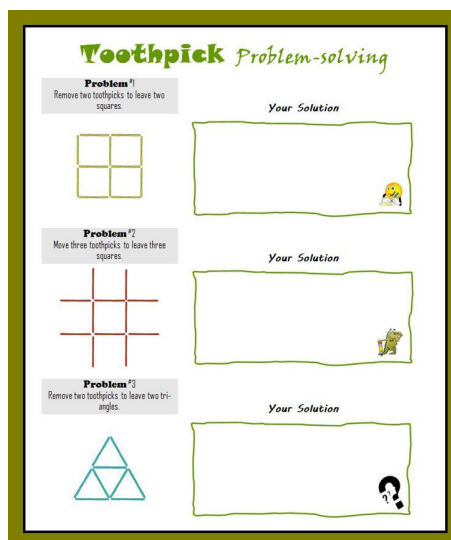 Toothpick Problem-solving
Problem #1
Remove two toothpicks to leave two
squares.
Your Solution
Problem #2
Move three toothpicks to leave three
squares.
Your Solution
Problem #3
Remove two toothpicks to leave two tri-
angles.
Your Solution